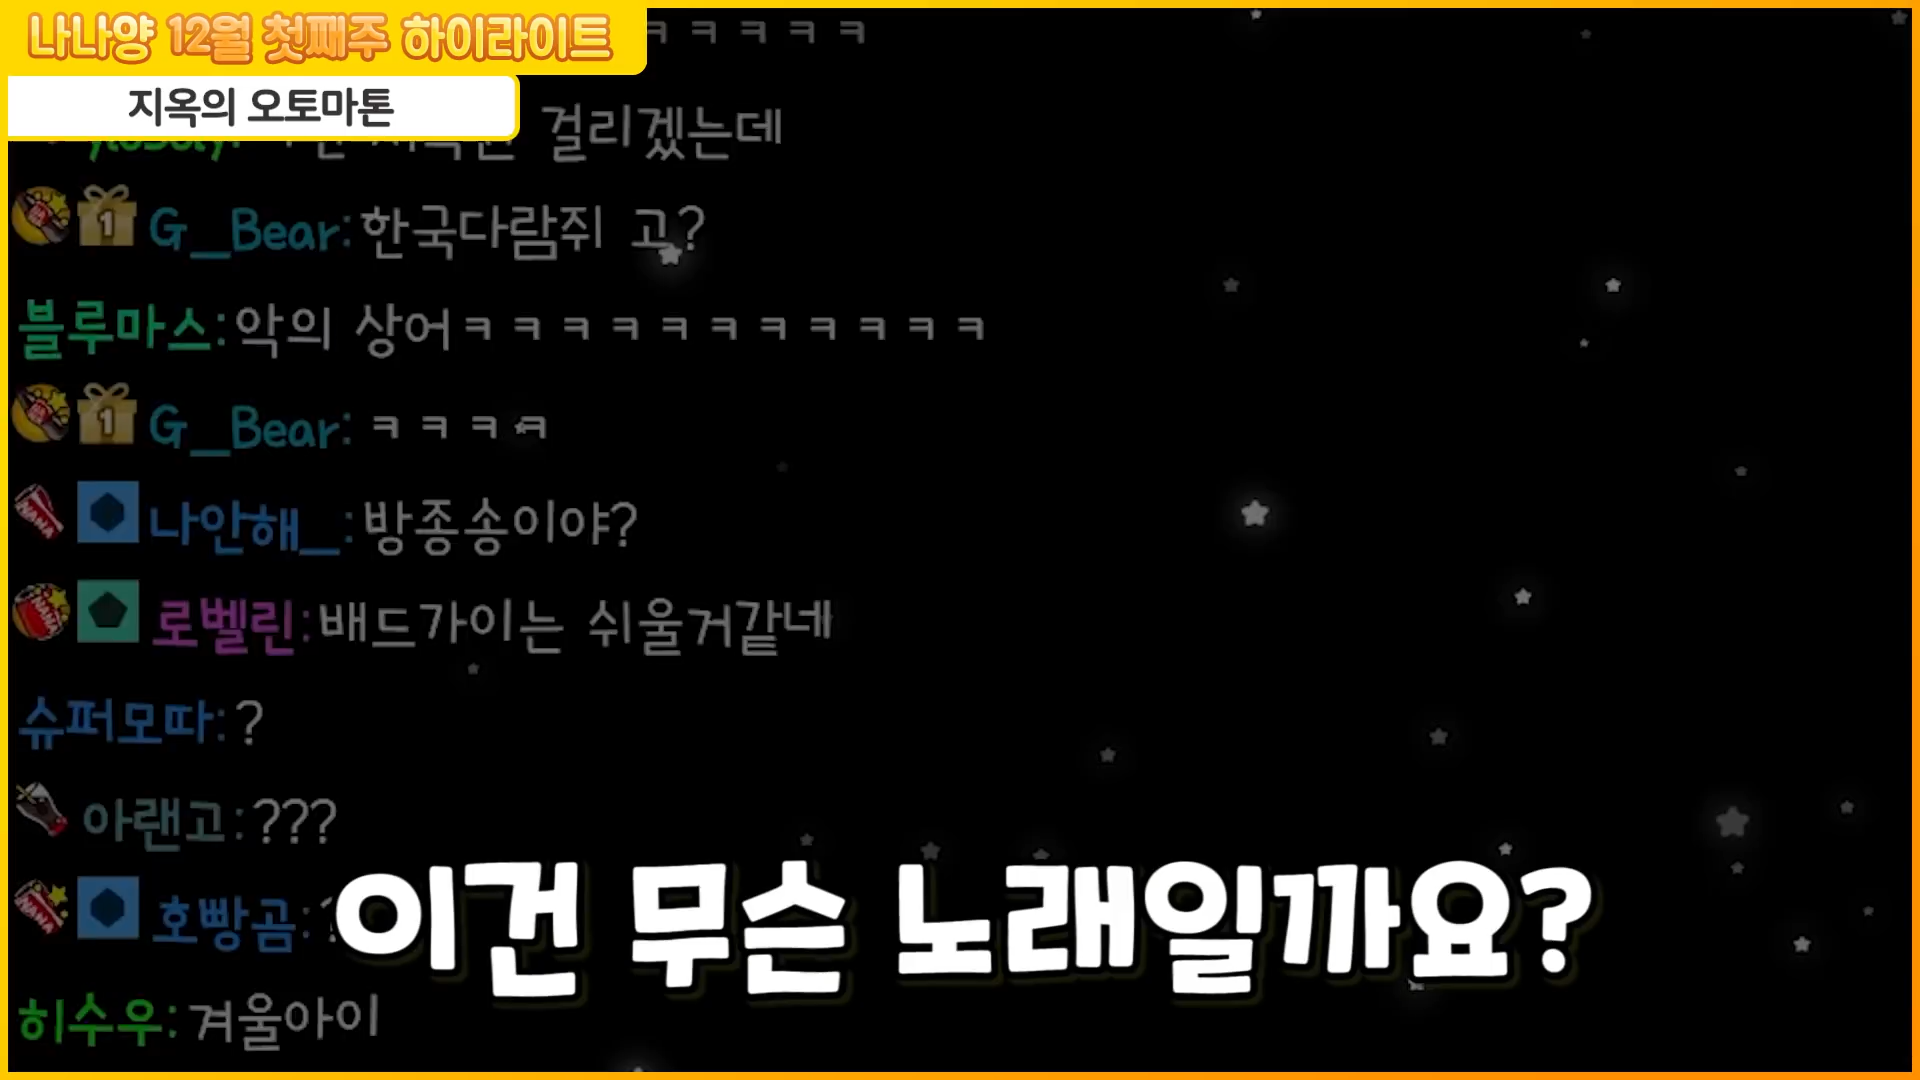 나나양 12월 첫째주 하이라이트
ㅋㅋㅋㅋㅋ
지옥의 오토마톤
걸리겠는데
1 G_Bear: 한국다람쥐 고?
블루마스: 악의 상어ㅋㅋㅋㅋㅋㅋㅋㅋㅋㅋㅋ
1 G_Bear: ㅋㅋㅋㅋ
NANA 나안해_: 방종송이야?
NANA 로벨린: 배드가이는 쉬울거같네
슈퍼모따: ?
아랜고: ???
NANA 호빵곰:
이건 무슨 노래일까요?
히수우: 겨울아이